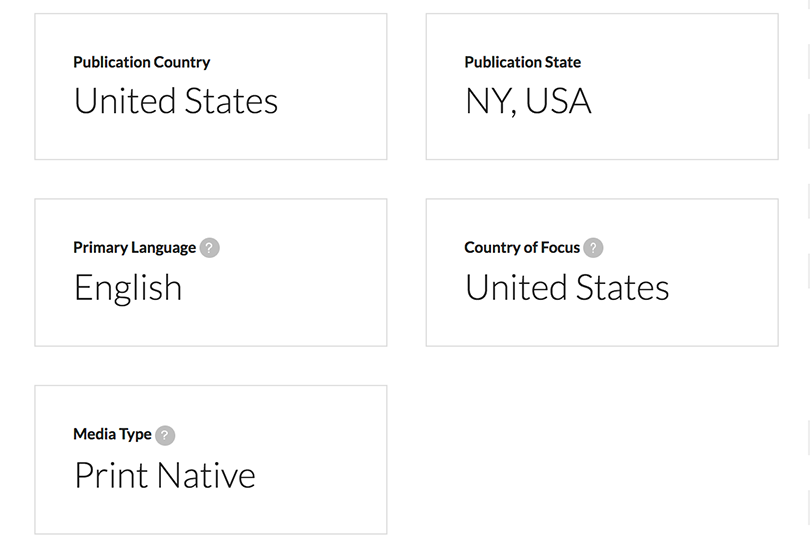 Publication Country
United States
Publication State
NY, USA
Primary Language ?
English
Country of Focus ?
United States
Media Type ?
Print Native